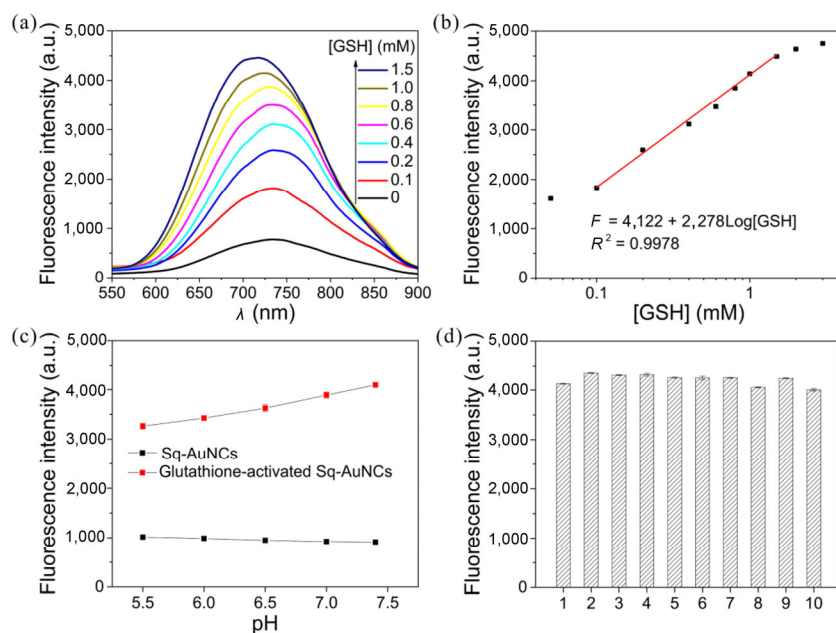 (a)
5,000
4,000
3,000
2,000
1,000
0
Fluorescence intensity (a.u.)
550 600 650 700 750 800 850 900
λ (nm)
[GSH] (mM)
1.5
1.0
0.8
0.6
0.4
0.2
0.1
0
(b)
5,000
4,000
3,000
2,000
1,000
0
Fluorescence intensity (a.u.)
F = 4,122 + 2,278Log[GSH]
R² = 0.9978
0.1 1
[GSH] (mM)
(c)
5,000
4,000
3,000
2,000
1,000
0
Fluorescence intensity (a.u.)
Sq-AuNCs
Glutathione-activated Sq-AuNCs
5.5 6.0 6.5 7.0 7.5
pH
(d)
5,000
4,000
3,000
2,000
1,000
0
Fluorescence intensity (a.u.)
1 2 3 4 5 6 7 8 9 10